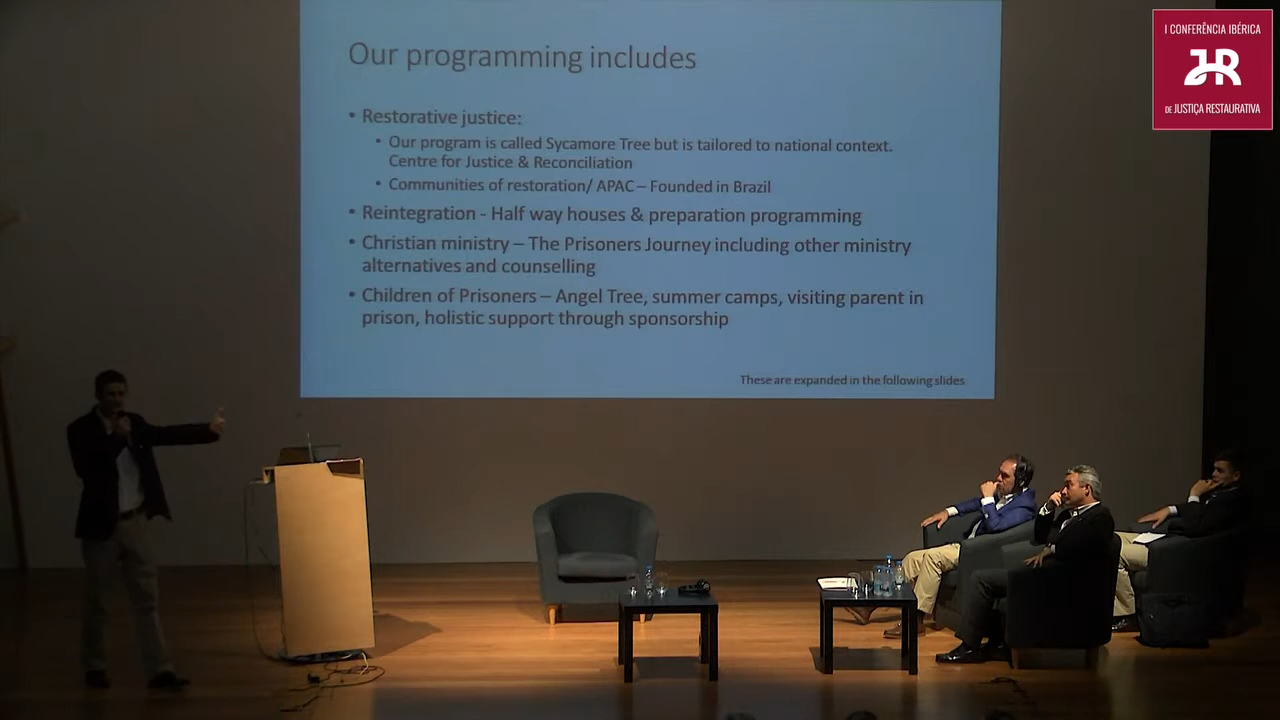 Our programming includes
• Restorative justice:
• Our program is called Sycamore Tree but is tailored to national context.
Centre for Justice & Reconciliation
• Communities of restoration/ APAC – Founded in Brazil
• Reintegration - Half way houses & preparation programming
• Christian ministry – The Prisoners Journey including other ministry
alternatives and counselling
• Children of Prisoners – Angel Tree, summer camps, visiting parent in
prison, holistic support through sponsorship
These are expanded in the following slides
I CONFERÊNCIA IBÉRICA
JR
DE JUSTIÇA RESTAURATIVA